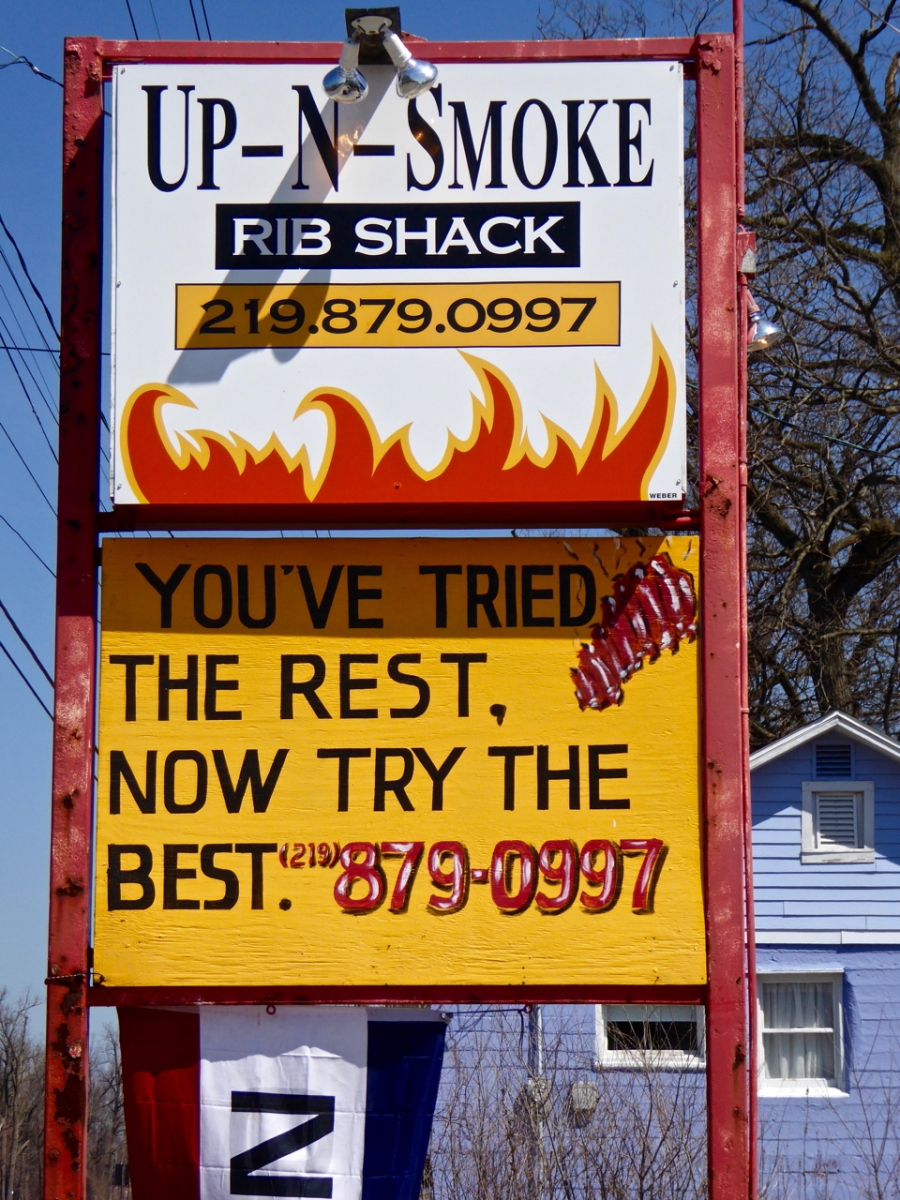 UP-N-SMOKE
RIB SHACK
219.879.0997
WEBER
YOU'VE TRIED
THE REST,
NOW TRY THE
BEST. (219) 879-0997
N